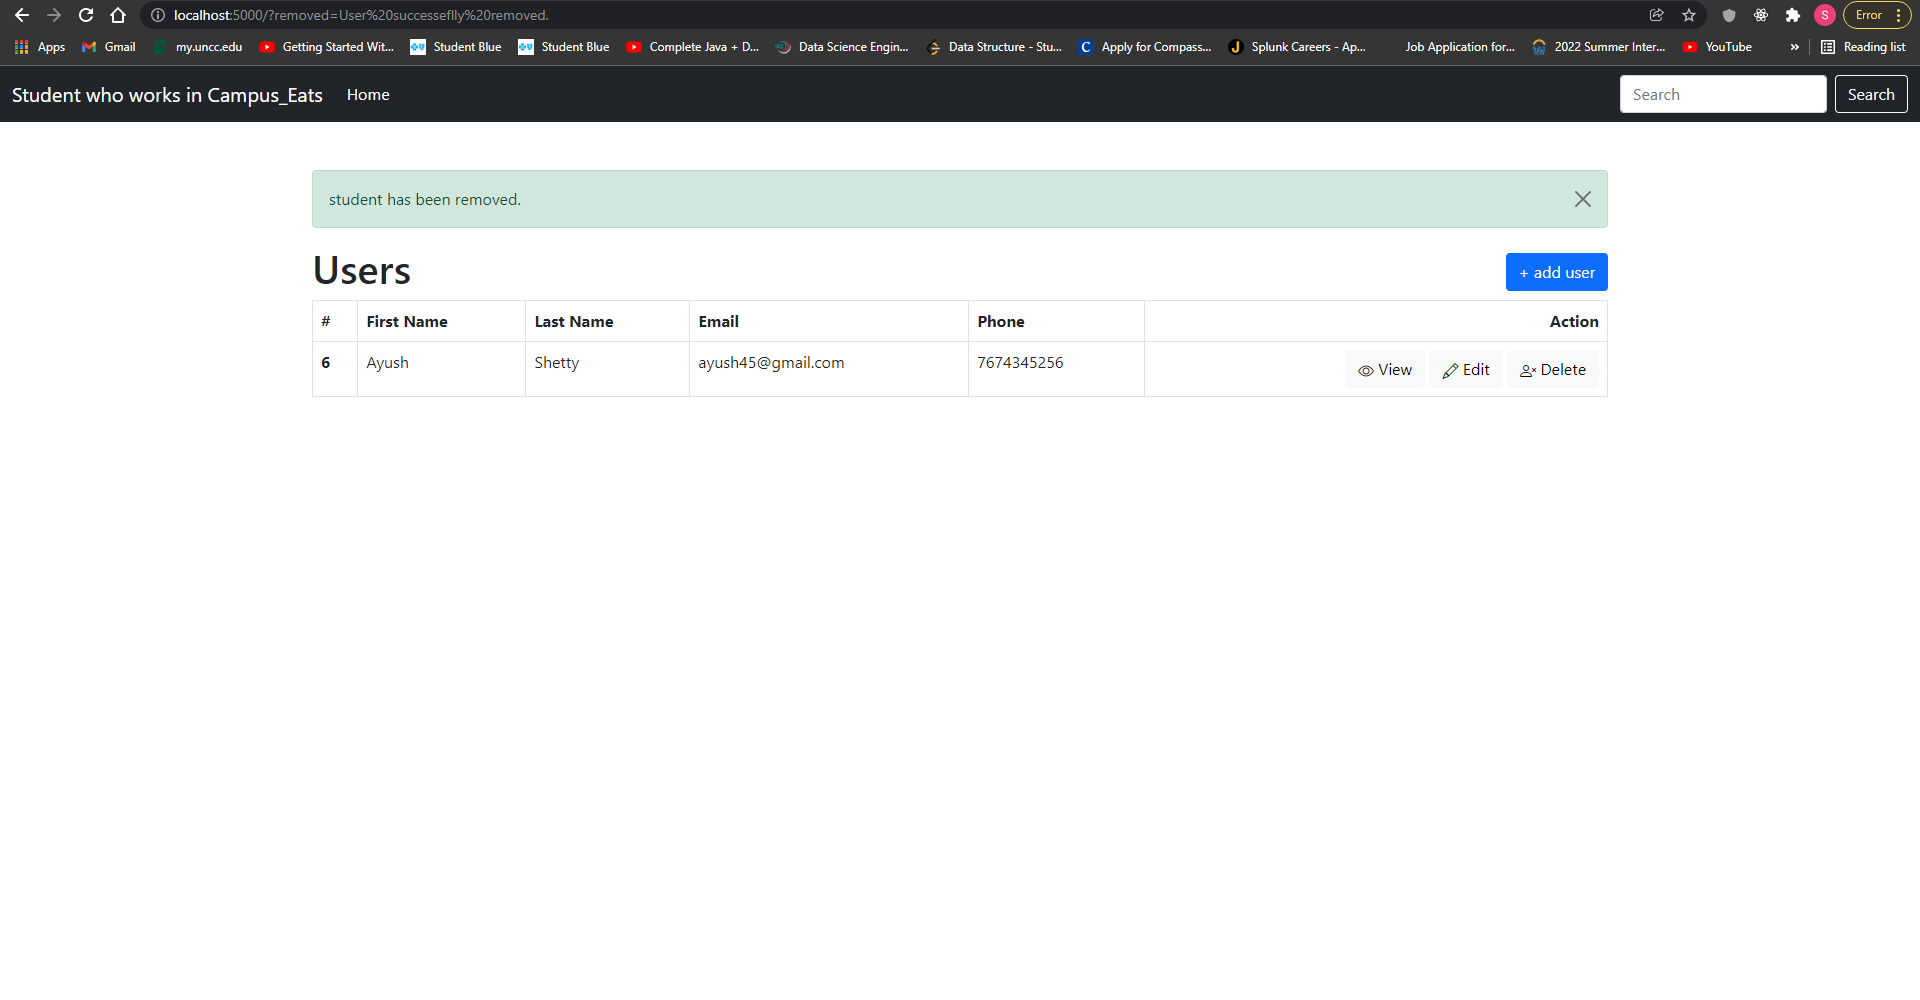 localhost:5000/?removed=User%20successeflly%20removed.
S
Error
Apps
Gmail
my.uncc.edu
Getting Started Wit...
Student Blue
Student Blue
Complete Java + D...
Data Science Engin...
Data Structure - Stu...
C
Apply for Compass...
J
Splunk Careers - Ap...
Job Application for...
2022 Summer Inter...
YouTube
»
Reading list
Student who works in Campus_Eats
Home
Search
Search
student has been removed.
Users
+ add user
# First Name Last Name Email Phone Action
6 Ayush Shetty ayush45@gmail.com 7674345256 View Edit Delete